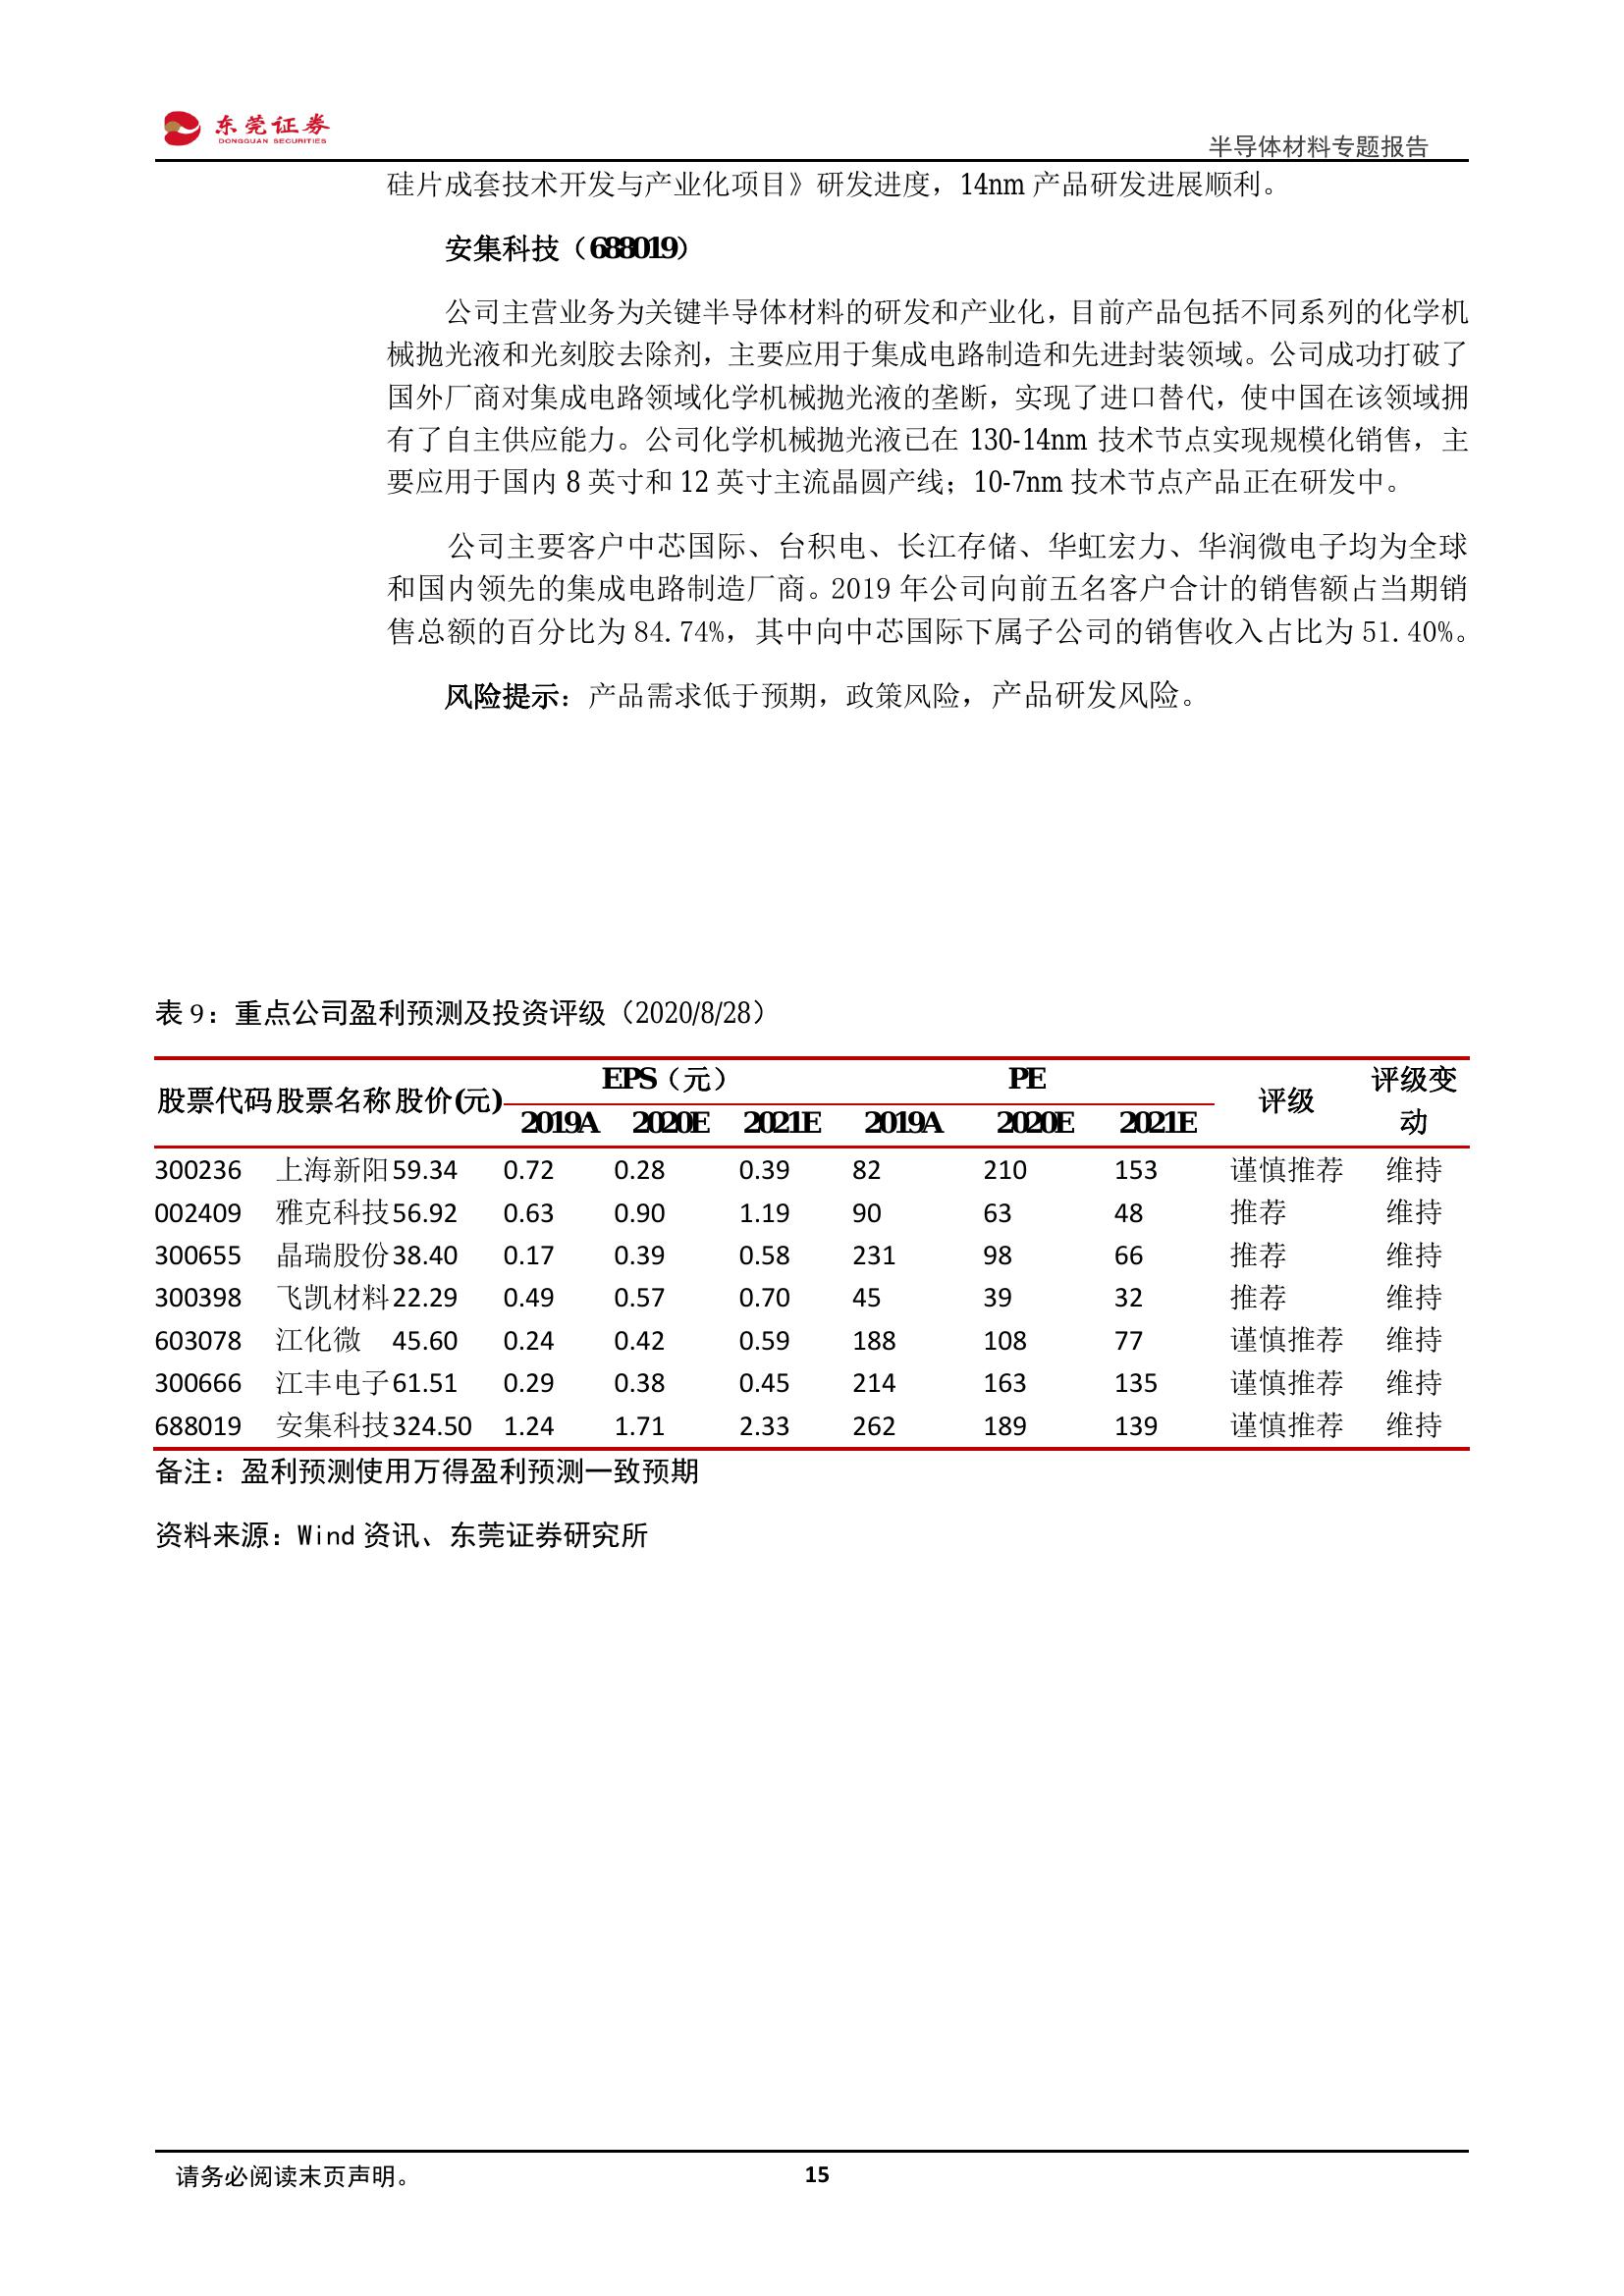 东莞证券
DONGGUAN SECURITIES
半导体材料专题报告
硅片成套技术开发与产业化项目》研发进度，14nm 产品研发进展顺利。
安集科技（688019）
公司主营业务为关键半导体材料的研发和产业化，目前产品包括不同系列的化学机
械抛光液和光刻胶去除剂，主要应用于集成电路制造和先进封装领域。公司成功打破了
国外厂商对集成电路领域化学机械抛光液的垄断，实现了进口替代，使中国在该领域拥
有了自主供应能力。公司化学机械抛光液已在 130-14nm 技术节点实现规模化销售，主
要应用于国内 8 英寸和 12 英寸主流晶圆产线；10-7nm 技术节点产品正在研发中。
公司主要客户中芯国际、台积电、长江存储、华虹宏力、华润微电子均为全球
和国内领先的集成电路制造厂商。2019 年公司向前五名客户合计的销售额占当期销
售总额的百分比为 84.74%，其中向中芯国际下属子公司的销售收入占比为 51.40%。
风险提示：产品需求低于预期，政策风险，产品研发风险。
表 9：重点公司盈利预测及投资评级（2020/8/28）
股票代码 股票名称 股价(元) EPS（元） PE 评级 评级变动
2019A 2020E 2021E 2019A 2020E 2021E
300236 上海新阳 59.34 0.72 0.28 0.39 82 210 153 谨慎推荐 维持
002409 雅克科技 56.92 0.63 0.90 1.19 90 63 48 推荐 维持
300655 晶瑞股份 38.40 0.17 0.39 0.58 231 98 66 推荐 维持
300398 飞凯材料 22.29 0.49 0.57 0.70 45 39 32 推荐 维持
603078 江化微 45.60 0.24 0.42 0.59 188 108 77 谨慎推荐 维持
300666 江丰电子 61.51 0.29 0.38 0.45 214 163 135 谨慎推荐 维持
688019 安集科技 324.50 1.24 1.71 2.33 262 189 139 谨慎推荐 维持
备注：盈利预测使用万得盈利预测一致预期
资料来源：Wind 资讯、东莞证券研究所
请务必阅读末页声明。
15